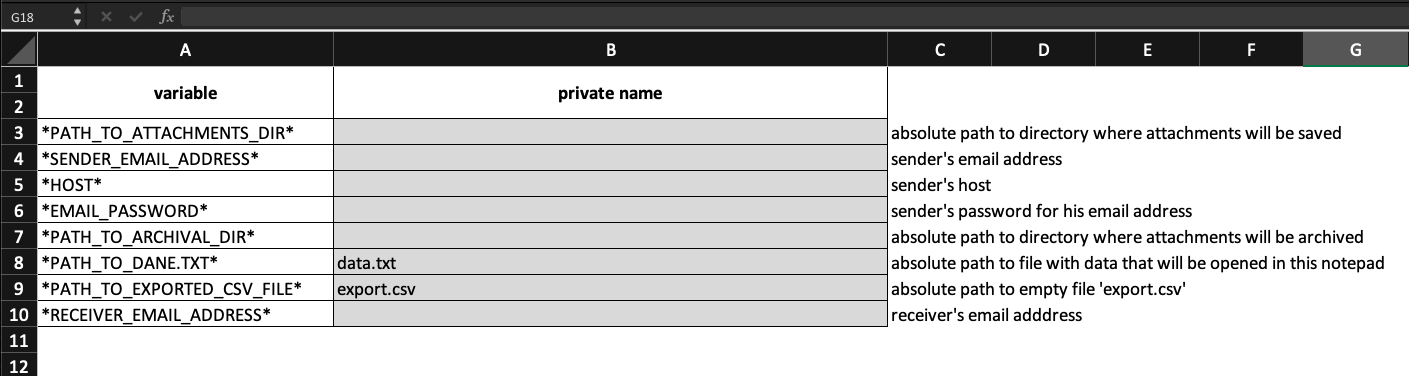 G18 fx
A B C D E F G
1
variable private name
2
3 *PATH_TO_ATTACHMENTS_DIR* absolute path to directory where attachments will be saved
4 *SENDER_EMAIL_ADDRESS* sender's email address
5 *HOST* sender's host
6 *EMAIL_PASSWORD* sender's password for his email address
7 *PATH_TO_ARCHIVAL_DIR* absolute path to directory where attachments will be archived
8 *PATH_TO_DANE.TXT* data.txt absolute path to file with data that will be opened in this notepad
9 *PATH_TO_EXPORTED_CSV_FILE* export.csv absolute path to empty file 'export.csv'
10 *RECEIVER_EMAIL_ADDRESS* receiver's email adddress
11
12